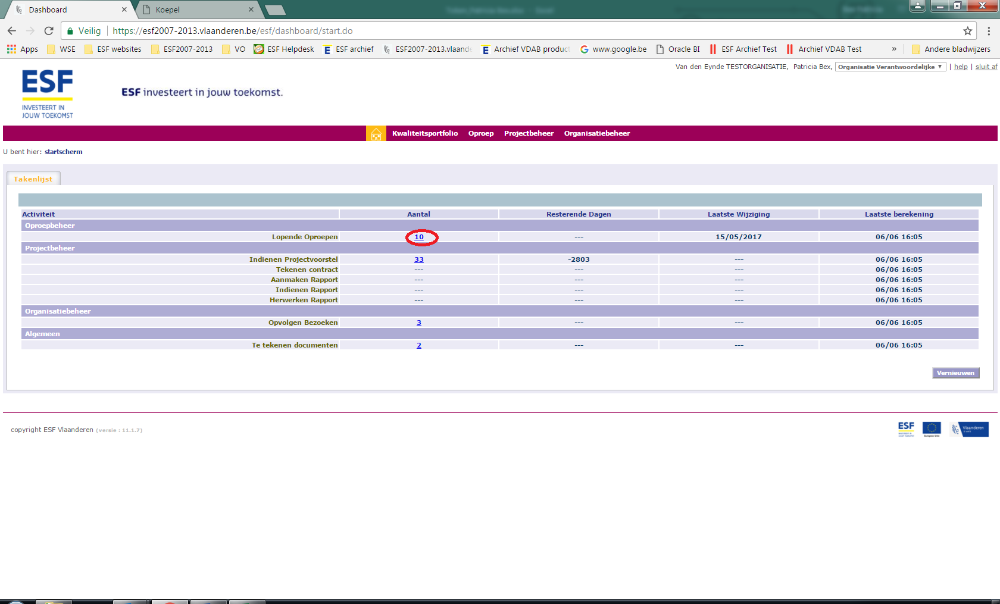 Dashboard
Koepel
Veilig https://esf2007-2013.vlaanderen.be/esf/dashboard/start.do
Apps WSE ESF websites ESF2007-2013 VO ESF Helpdesk ESF archief ESF2007-2013.vlaande Archief VDAB product www.google.be Oracle BI ESF Archief Test Archief VDAB Test » Andere bladwijzers
Van den Eynde TESTORGANISATIE, Patricia Bex, Organisatie Verantwoordelijke | help | sluit af
ESF
INVESTEERT IN
JOUW TOEKOMST
ESF investeert in jouw toekomst.
Kwaliteitsportfolio Oproep Projectbeheer Organisatiebeheer
U bent hier: startscherm
Takenlijst
Activiteit Aantal Resterende Dagen Laatste Wijziging Laatste berekening
Oproepbeheer
Lopende Oproepen 10 --- 15/05/2017 06/06 16:05
Projectbeheer
Indienen Projectvoorstel 33 -2803 --- 06/06 16:05
Tekenen contract --- --- --- 06/06 16:05
Aanmaken Rapport --- --- --- 06/06 16:05
Indienen Rapport --- --- --- 06/06 16:05
Herwerken Rapport --- --- --- 06/06 16:05
Organisatiebeheer
Opvolgen Bezoeken 3 --- --- 06/06 16:05
Algemeen
Te tekenen documenten 2 --- --- 06/06 16:05
Vernieuwen
copyright ESF Vlaanderen (versie : 11.1.7)
ESF
Vlaanderen